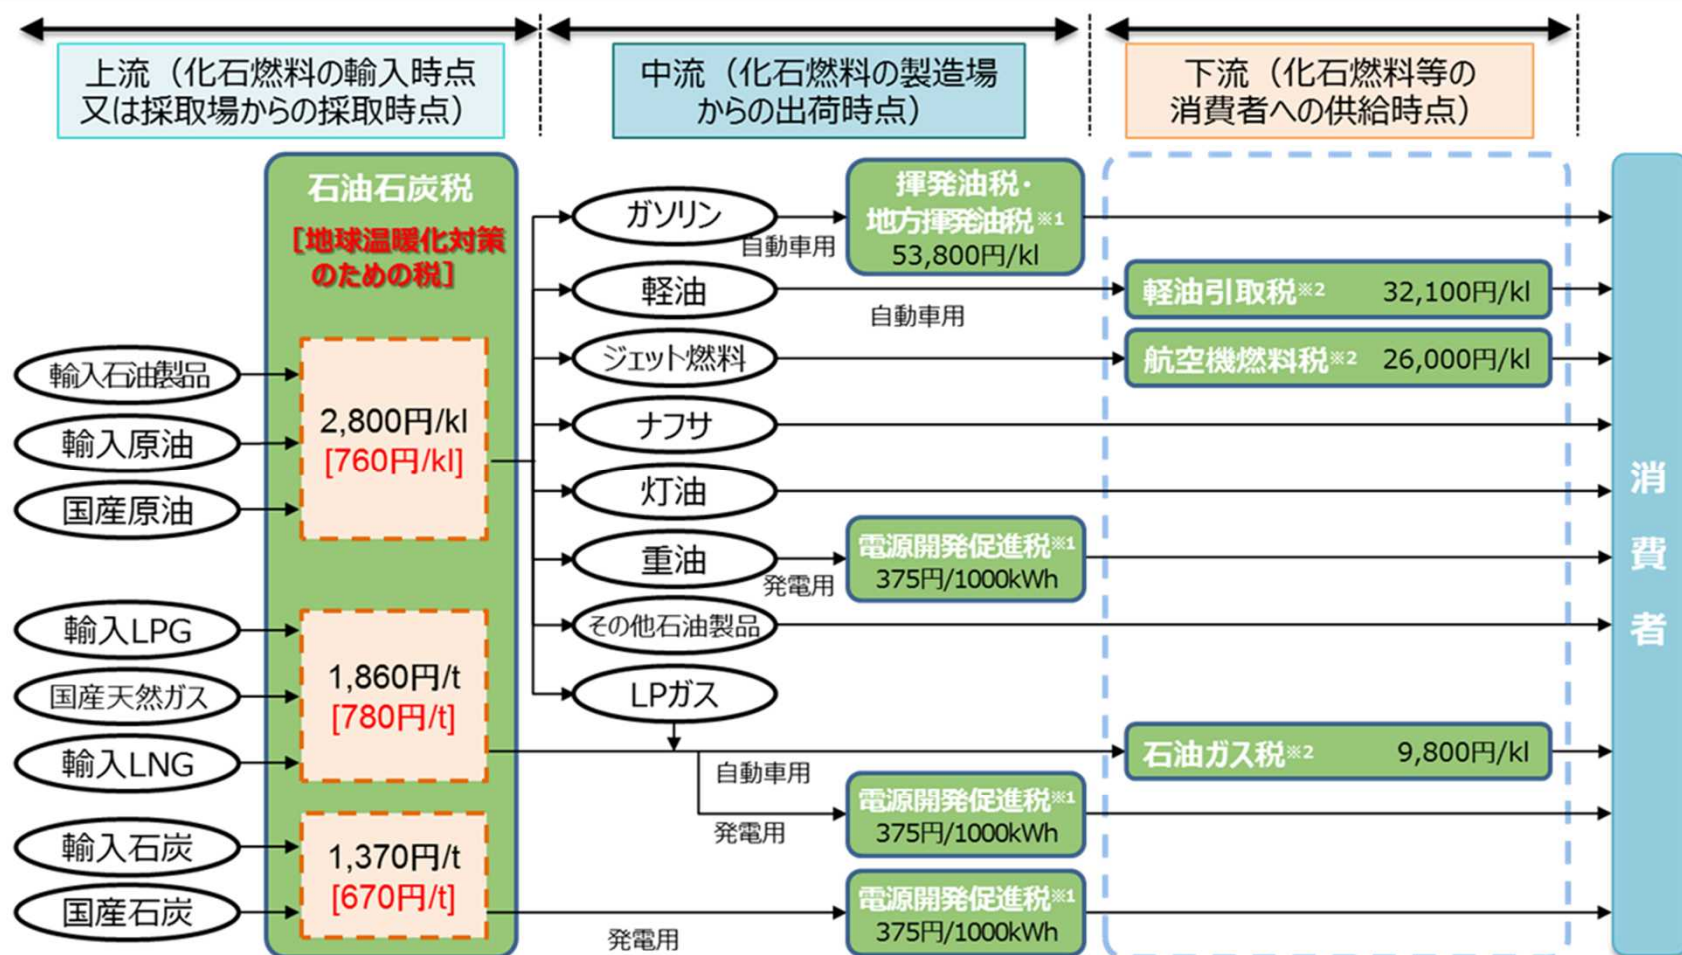 上流（化石燃料の輸入時点
又は採取場からの採取時点）
中流（化石燃料の製造場
からの出荷時点）
下流（化石燃料等の
消費者への供給時点）
石油石炭税
［地球温暖化対策
のための税］
輸入石油製品
輸入原油
国産原油
2,800円/kl
[760円/kl]
輸入LPG
国産天然ガス
輸入LNG
1,860円/t
[780円/t]
輸入石炭
国産石炭
1,370円/t
[670円/t]
ガソリン
自動車用
揮発油税・
地方揮発油税※1
53,800円/kl
軽油
自動車用
軽油引取税※2 32,100円/kl
ジェット燃料
航空機燃料税※2 26,000円/kl
ナフサ
灯油
重油
発電用
電源開発促進税※1
375円/1000kWh
その他石油製品
LPガス
自動車用
石油ガス税※2 9,800円/kl
発電用
電源開発促進税※1
375円/1000kWh
発電用
電源開発促進税※1
375円/1000kWh
消費者